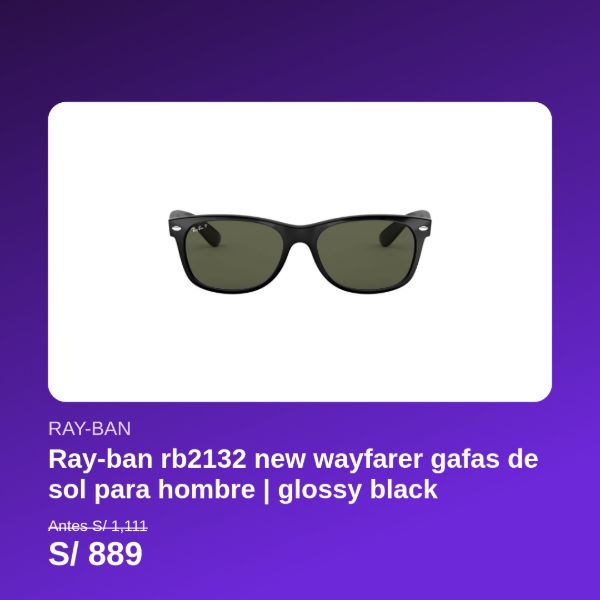 RAY-BAN
Ray-ban rb2132 new wayfarer gafas de
sol para hombre | glossy black
Antes S/ 1,111
S/ 889